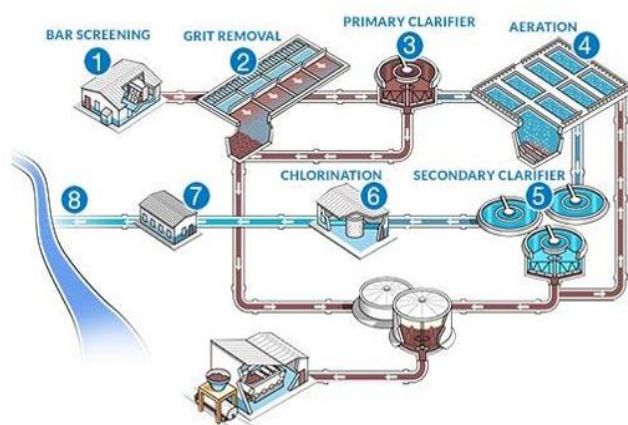 BAR SCREENING
1
GRIT REMOVAL
2
PRIMARY CLARIFIER
3
AERATION
4
SECONDARY CLARIFIER
5
CHLORINATION
6
7
8